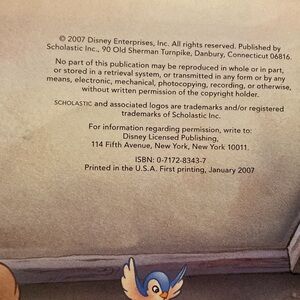 © 2007 Disney Enterprises, Inc. All rights reserved. Published by
Scholastic Inc., 90 Old Sherman Turnpike, Danbury, Connecticut 06816.
No part of this publication may be reproduced in whole or in part,
or stored in a retrieval system, or transmitted in any form or by any
means, electronic, mechanical, photocopying, recording, or otherwise,
without written permission of the copyright holder.
SCHOLASTIC and associated logos are trademarks and/or registered
trademarks of Scholastic Inc.
For information regarding permission, write to:
Disney Licensed Publishing,
114 Fifth Avenue, New York, New York 10011.
ISBN: 0-7172-8343-7
Printed in the U.S.A. First printing, January 2007